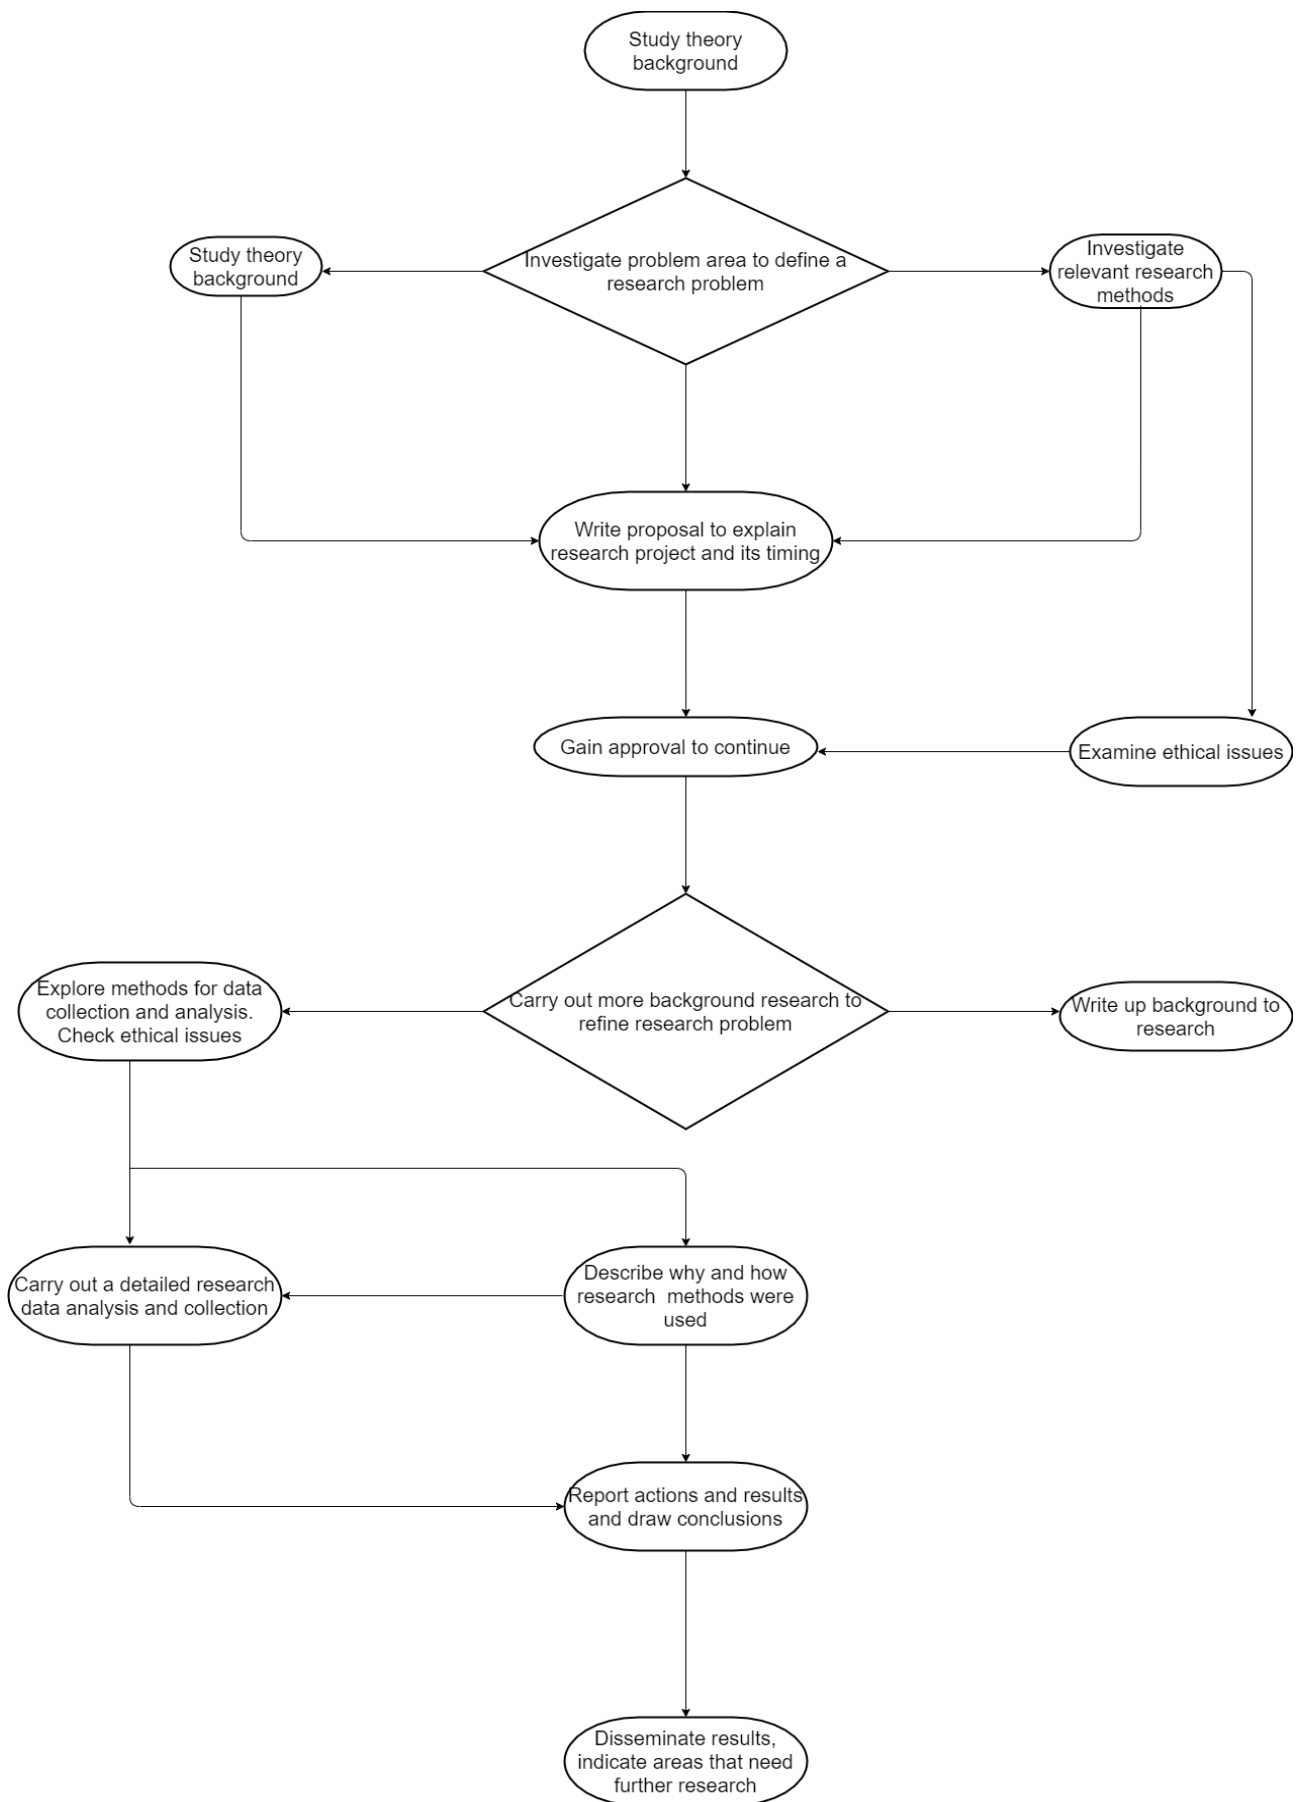 Study theory
background
Investigate problem area to define a
research problem
Study theory
background
Investigate
relevant research
methods
Write proposal to explain
research project and its timing
Gain approval to continue
Examine ethical issues
Explore methods for data
collection and analysis.
Check ethical issues
Carry out more background research to
refine research problem
Write up background to
research
Carry out a detailed research
data analysis and collection
Describe why and how
research methods were
used
Report actions and results
and draw conclusions
Disseminate results,
indicate areas that need
further research